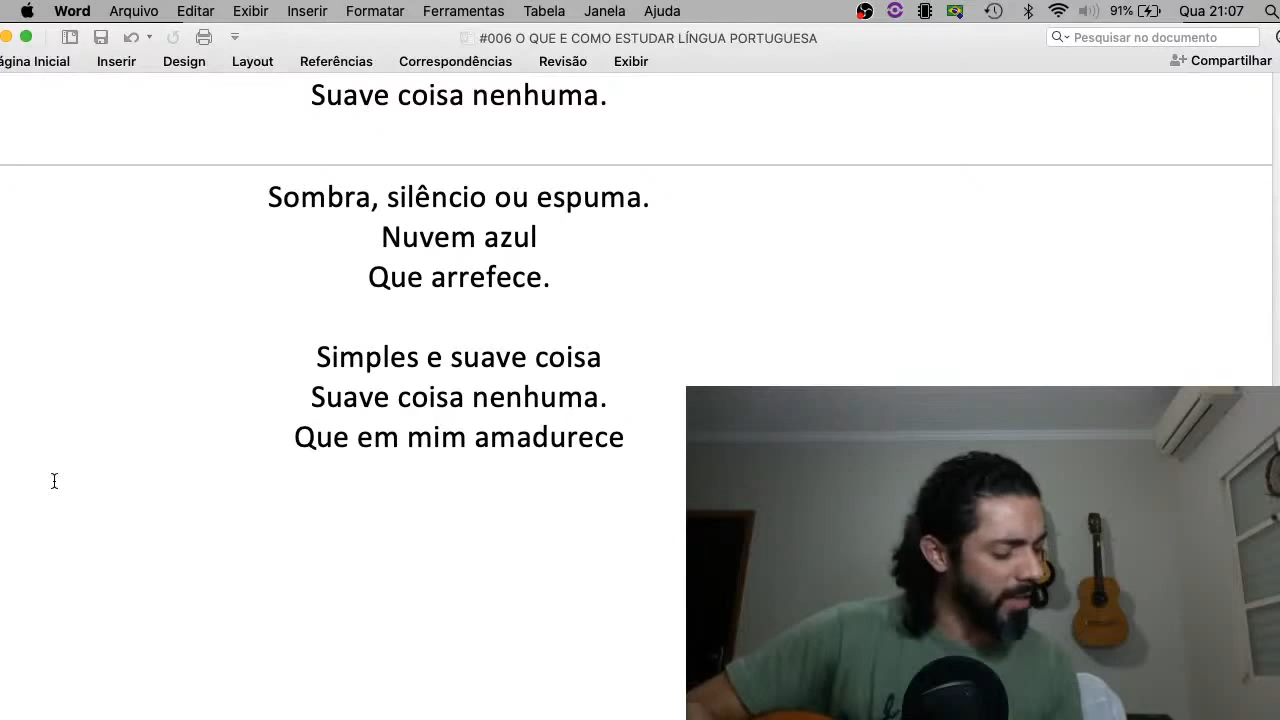 Word Arquivo Editar Exibir Inserir Formatar Ferramentas Tabela Janela Ajuda 91% Qua 21:07
#006 O QUE E COMO ESTUDAR LÍNGUA PORTUGUESA Pesquisar no documento
ágina Inicial Inserir Design Layout Referências Correspondências Revisão Exibir Compartilhar
Suave coisa nenhuma.
Sombra, silêncio ou espuma.
Nuvem azul
Que arrefece.
Simples e suave coisa
Suave coisa nenhuma.
Que em mim amadurece